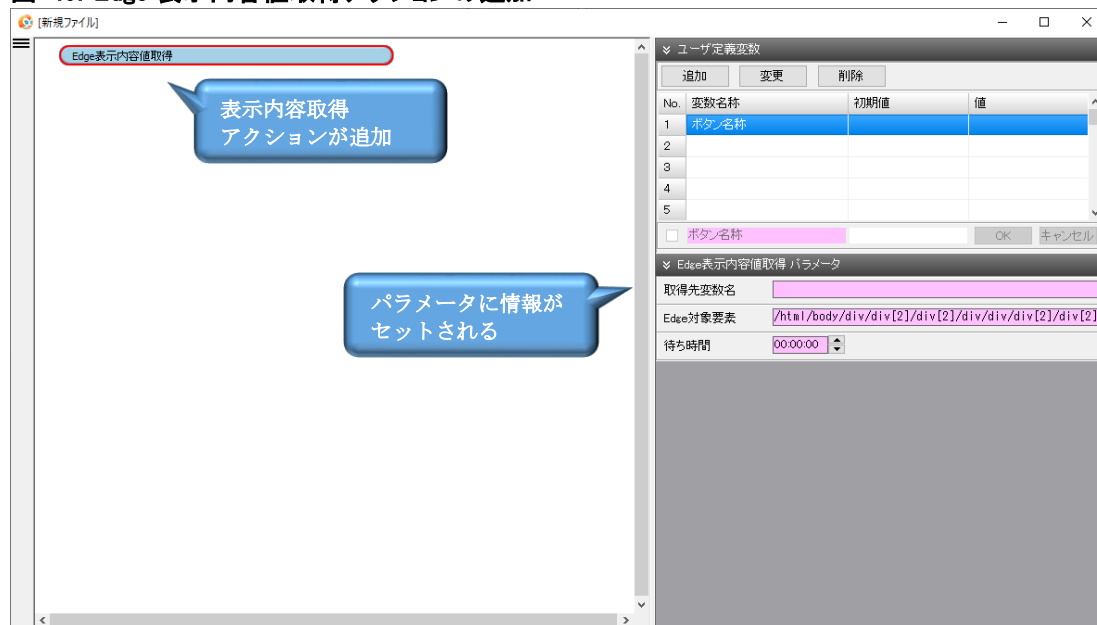 [新規ファイル]
Edge表示内容値取得
表示内容取得
アクションが追加
パラメータに情報が
セットされる
ユーザ定義変数
追加 変更 削除
No. 変数名称 初期値 値
1 ボタン名称
2
3
4
5
ボタン名称 OK キャンセル
Edge表示内容値取得 パラメータ
取得先変数名
Edge対象要素 /html/body/div/div[2]/div[2]/div/div/div[2]/div[2]
待ち時間 00:00:00